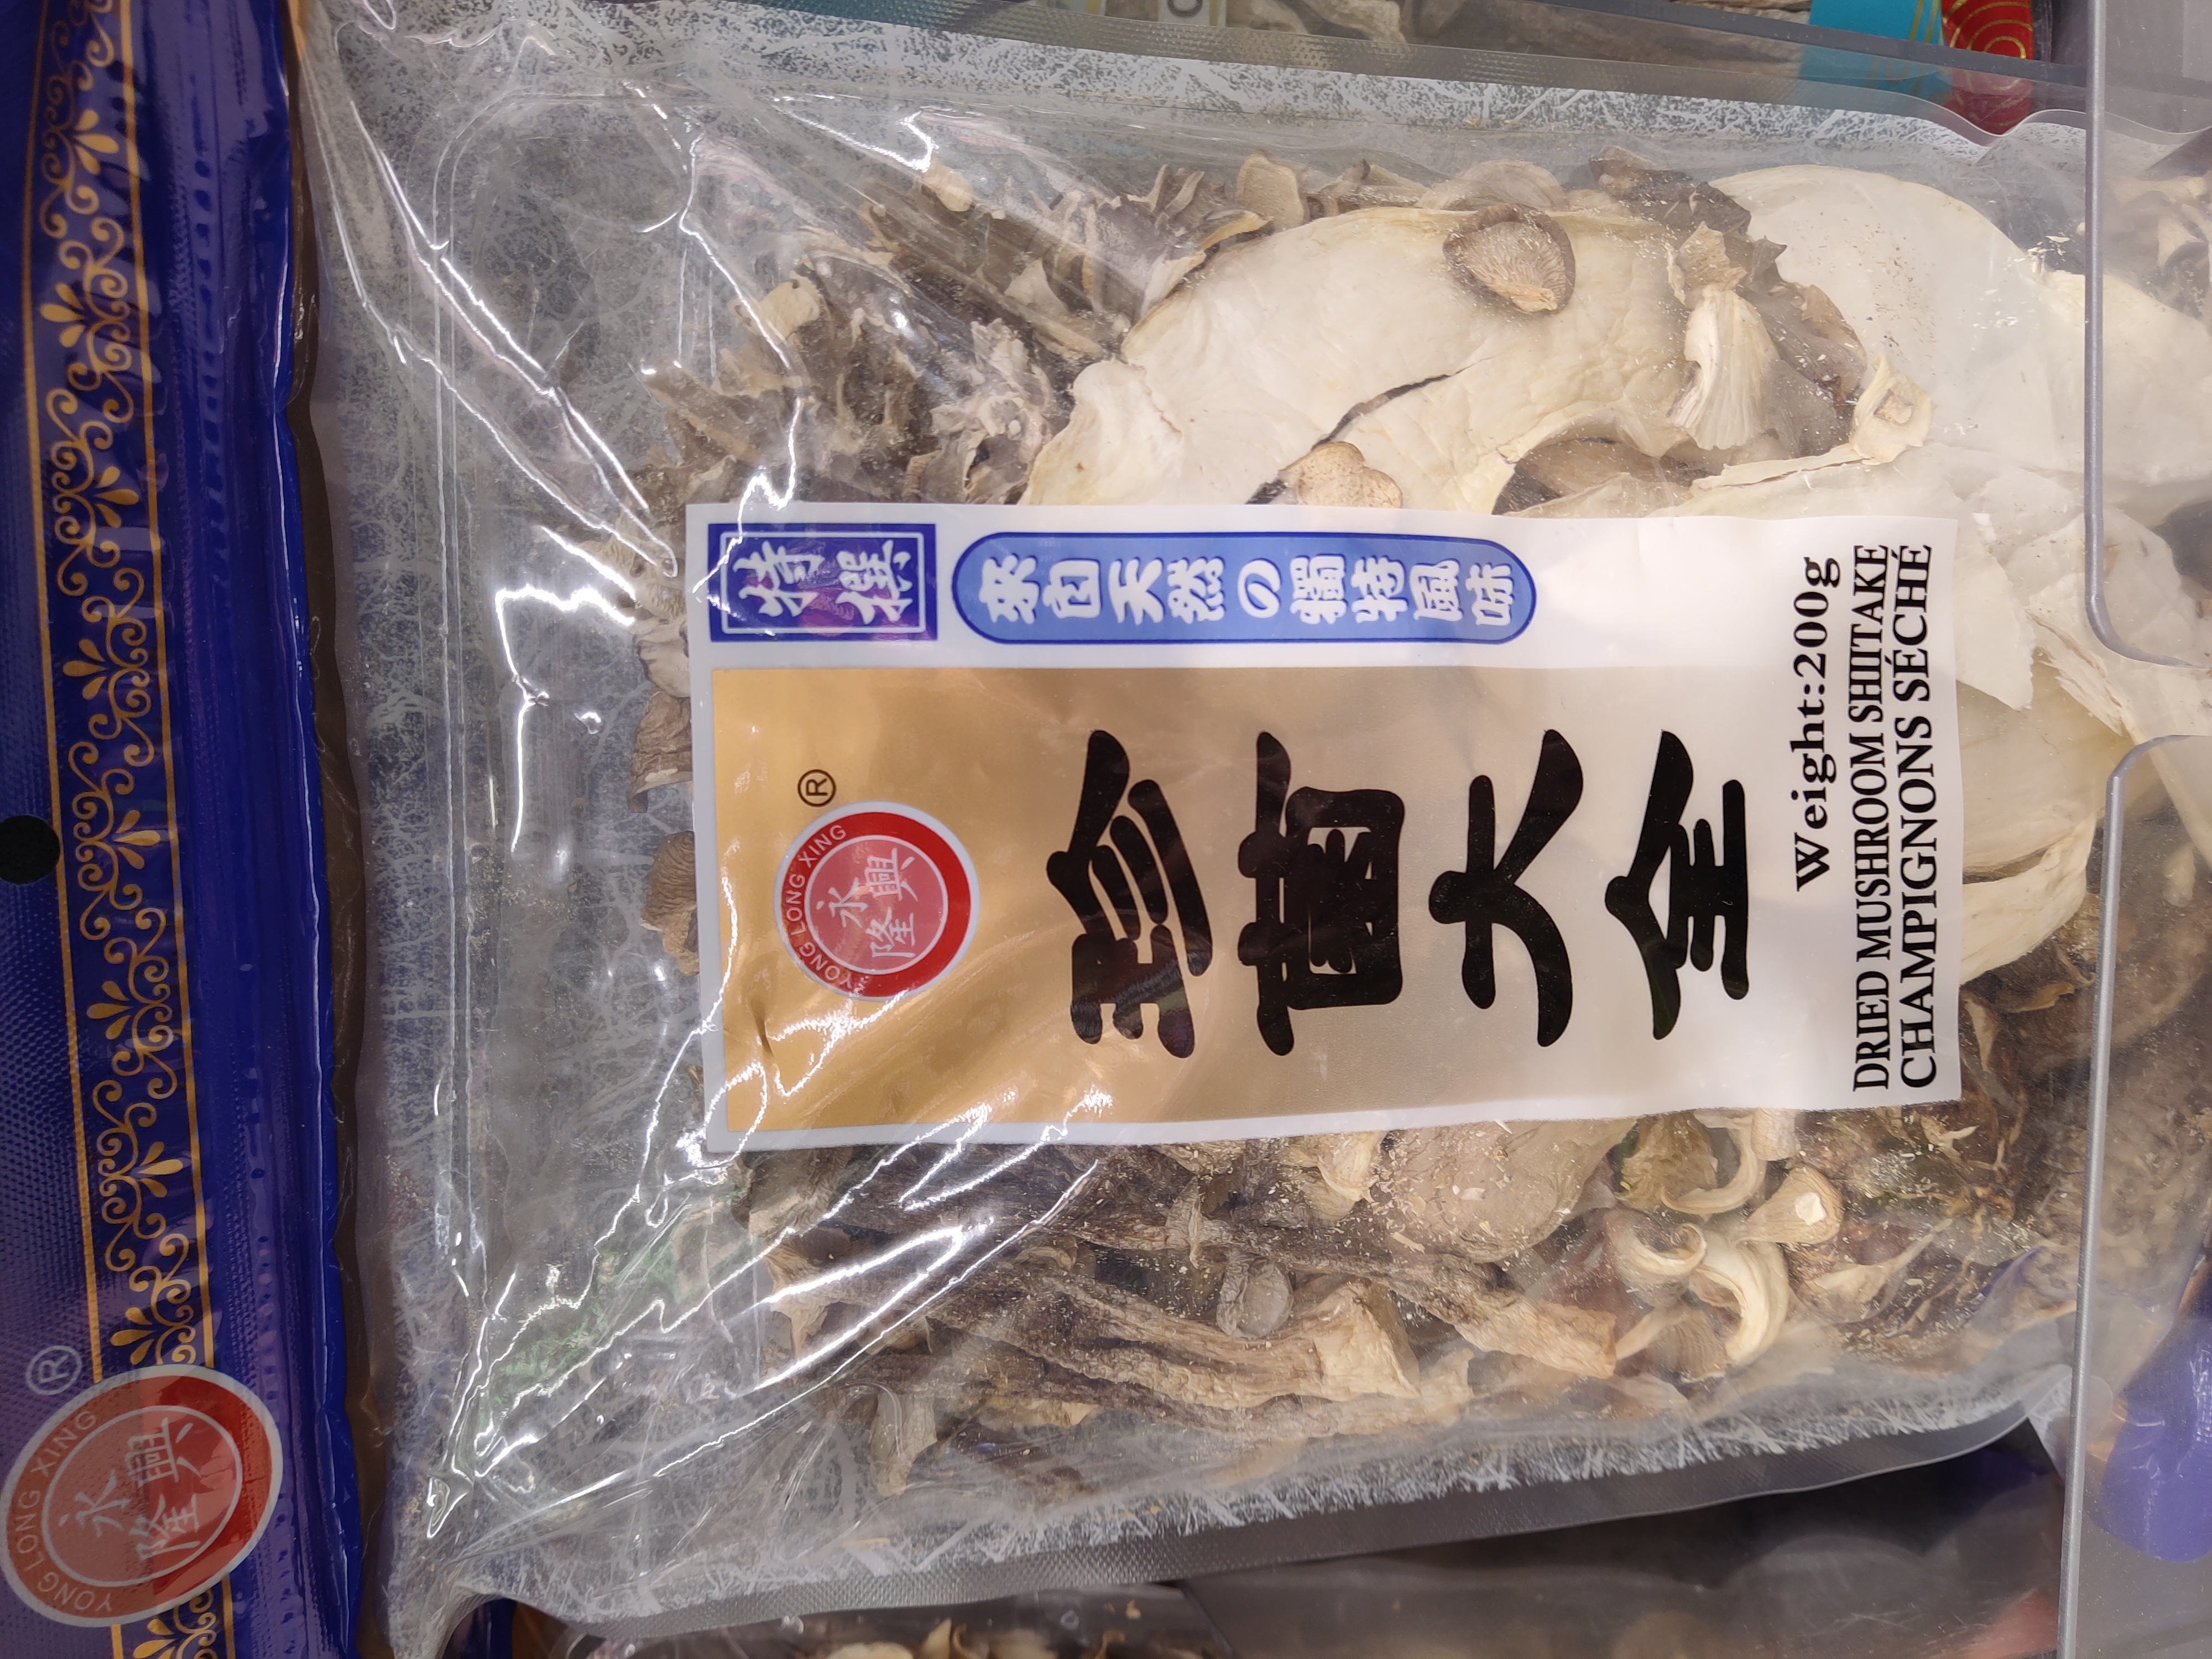 YONG LONG XING
永興隆
®
特選
來自天然の獨特風味
®
YONG LONG XING
永興隆
珍菌大全
Weight:200g
DRIED MUSHROOM SHIITAKE
CHAMPIGNONS SÉCHÉ